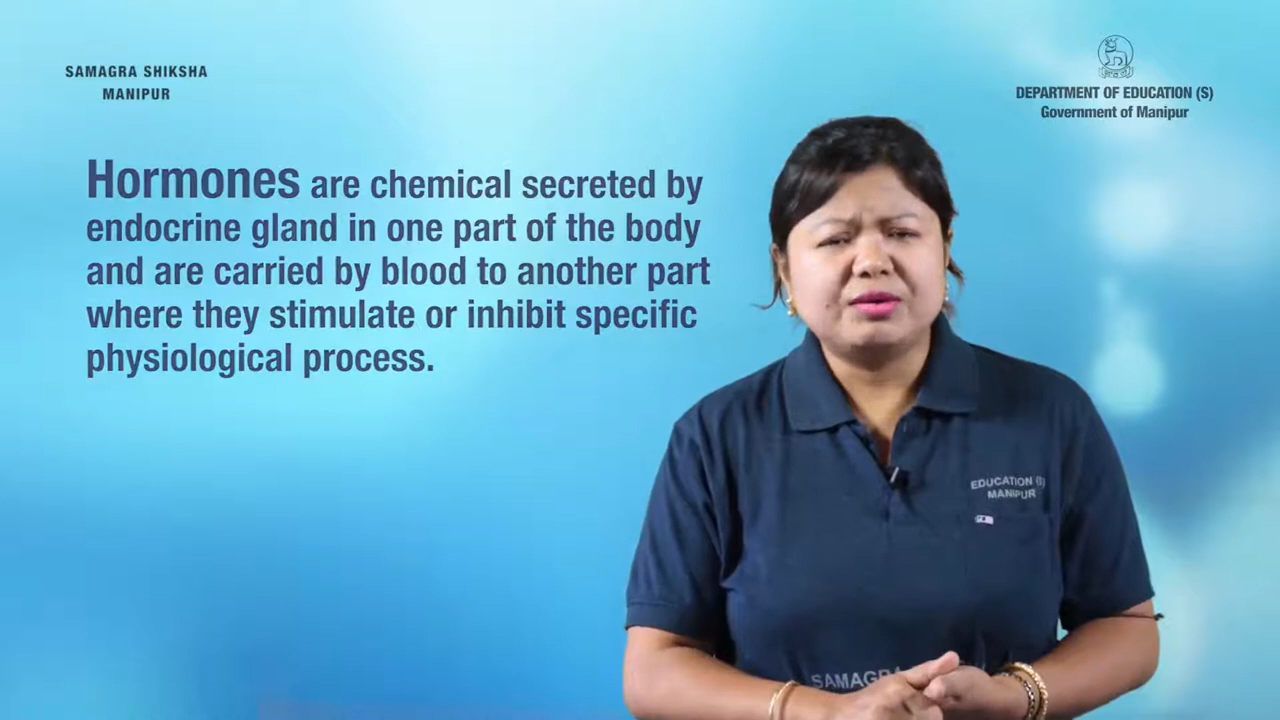 SAMAGRA SHIKSHA
MANIPUR
DEPARTMENT OF EDUCATION (S)
Government of Manipur
Hormones are chemical secreted by
endocrine gland in one part of the body
and are carried by blood to another part
where they stimulate or inhibit specific
physiological process.
EDUCATION (S)
MANIPUR